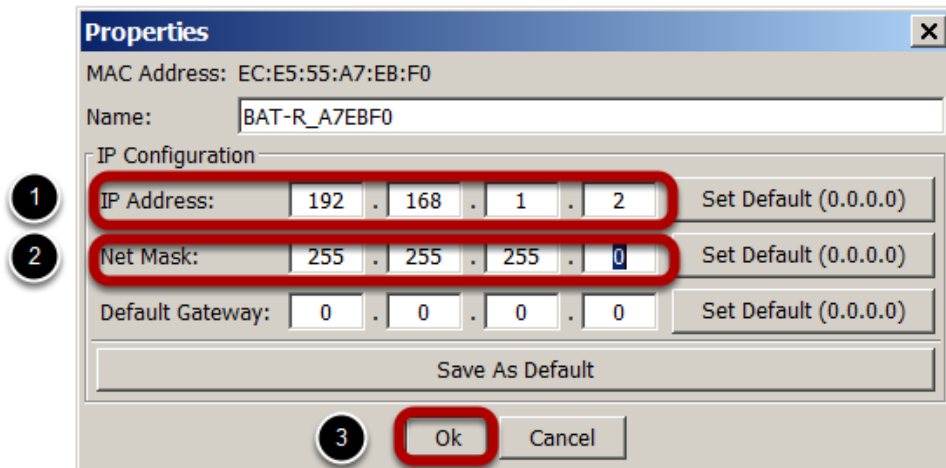 Properties
MAC Address: EC:E5:55:A7:EB:F0
Name: BAT-R_A7EBF0
IP Configuration
1 IP Address: 192 . 168 . 1 . 2 Set Default (0.0.0.0)
2 Net Mask: 255 . 255 . 255 . 0 Set Default (0.0.0.0)
Default Gateway: 0 . 0 . 0 . 0 Set Default (0.0.0.0)
Save As Default
3 Ok Cancel